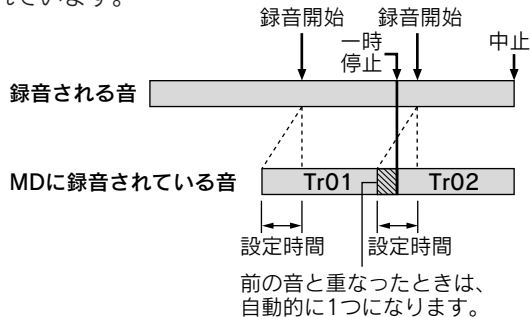 れています。
録音開始 録音開始
一時
停止
中止
録音される音
MDに録音されている音 Tr01 Tr02
設定時間 設定時間
前の音と重なったときは、
自動的に1つになります。